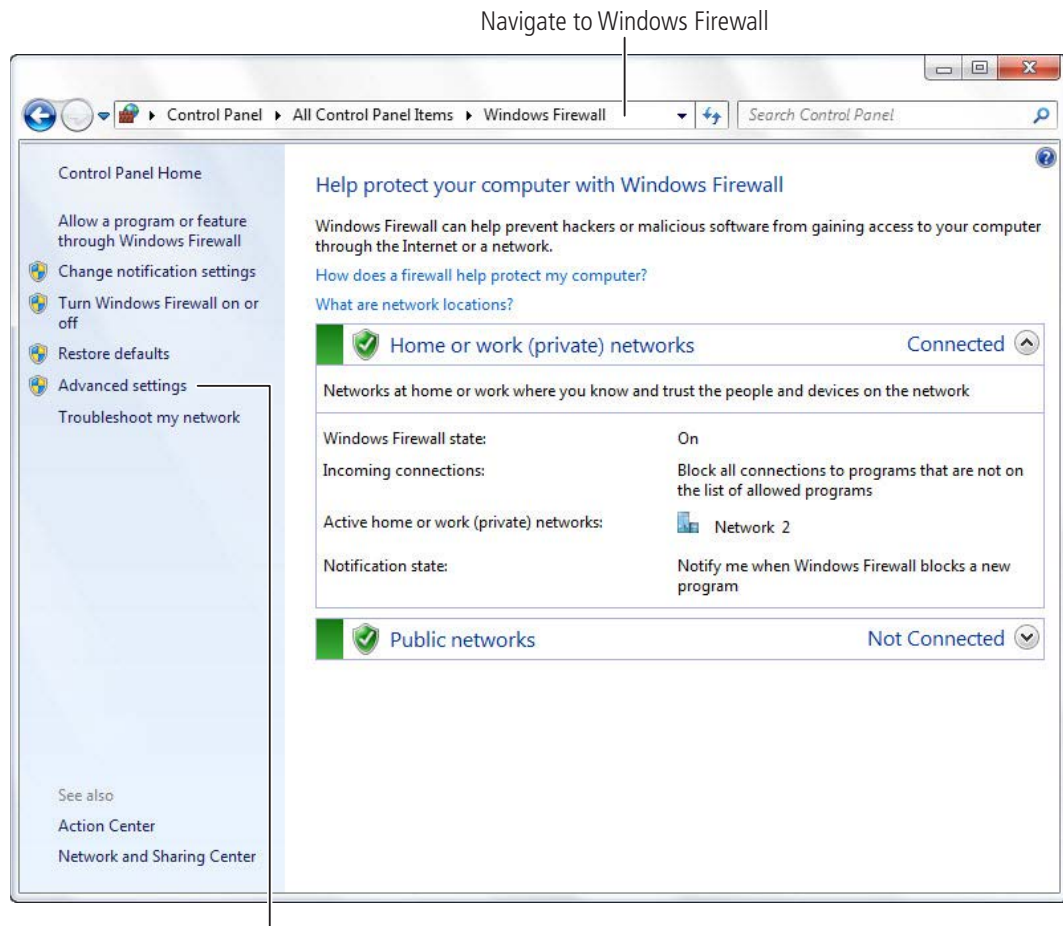 Navigate to Windows Firewall
Control Panel ▸ All Control Panel Items ▸ Windows Firewall
Search Control Panel
Control Panel Home
Allow a program or feature
through Windows Firewall
Change notification settings
Turn Windows Firewall on or
off
Restore defaults
Advanced settings
Troubleshoot my network
See also
Action Center
Network and Sharing Center
Help protect your computer with Windows Firewall
Windows Firewall can help prevent hackers or malicious software from gaining access to your computer
through the Internet or a network.
How does a firewall help protect my computer?
What are network locations?
Home or work (private) networks Connected
Networks at home or work where you know and trust the people and devices on the network
Windows Firewall state: On
Incoming connections: Block all connections to programs that are not on
the list of allowed programs
Active home or work (private) networks: Network 2
Notification state: Notify me when Windows Firewall blocks a new
program
Public networks Not Connected